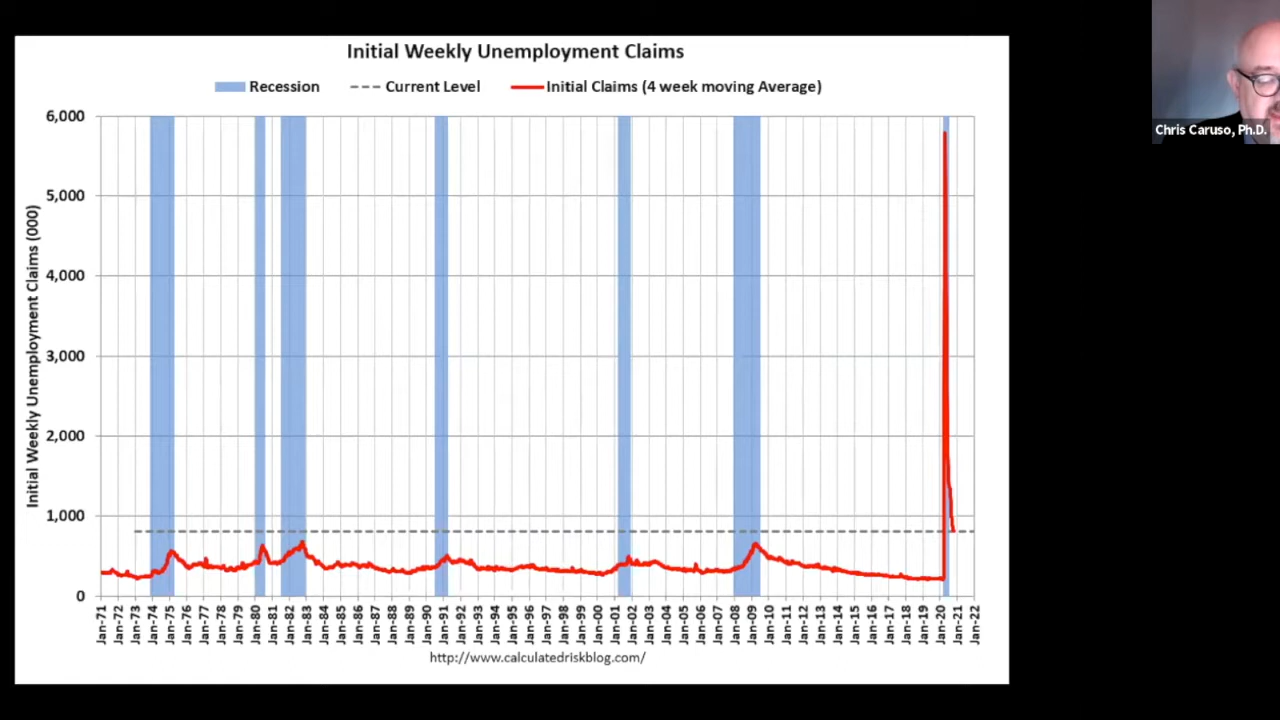 Initial Weekly Unemployment Claims
Recession
Current Level
Initial Claims (4 week moving Average)
Chris Caruso, Ph.D.
Initial Weekly Unemployment Claims (000)
6,000
5,000
4,000
3,000
2,000
1,000
0
Jan-71
Jan-72
Jan-73
Jan-74
Jan-75
Jan-76
Jan-77
Jan-78
Jan-79
Jan-80
Jan-81
Jan-82
Jan-83
Jan-84
Jan-85
Jan-86
Jan-87
Jan-88
Jan-89
Jan-90
Jan-91
Jan-92
Jan-93
Jan-94
Jan-95
Jan-96
Jan-97
Jan-98
Jan-99
Jan-00
Jan-01
Jan-02
Jan-03
Jan-04
Jan-05
Jan-06
Jan-07
Jan-08
Jan-09
Jan-10
Jan-11
Jan-12
Jan-13
Jan-14
Jan-15
Jan-16
Jan-17
Jan-18
Jan-19
Jan-20
Jan-21
Jan-22
http://www.calculatedriskblog.com/